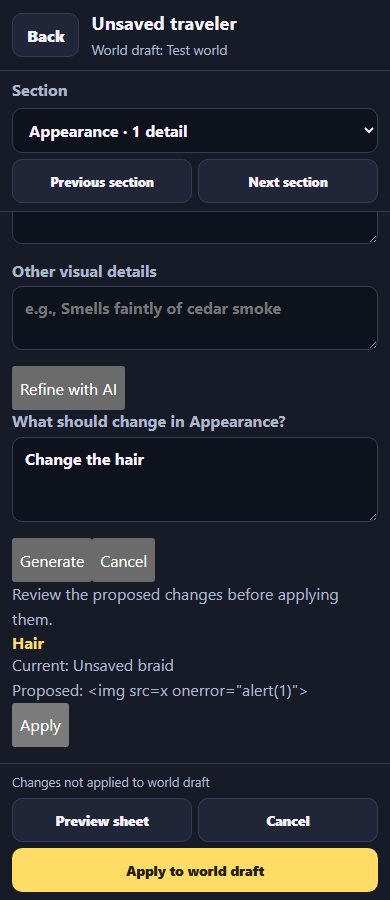 Back
Unsaved traveler
World draft: Test world
Section
Appearance · 1 detail
Previous section
Next section
Other visual details
e.g., Smells faintly of cedar smoke
Refine with AI
What should change in Appearance?
Change the hair
Generate
Cancel
Review the proposed changes before applying
them.
Hair
Current: Unsaved braid
Proposed: <img src=x onerror="alert(1)">
Apply
Changes not applied to world draft
Preview sheet
Cancel
Apply to world draft